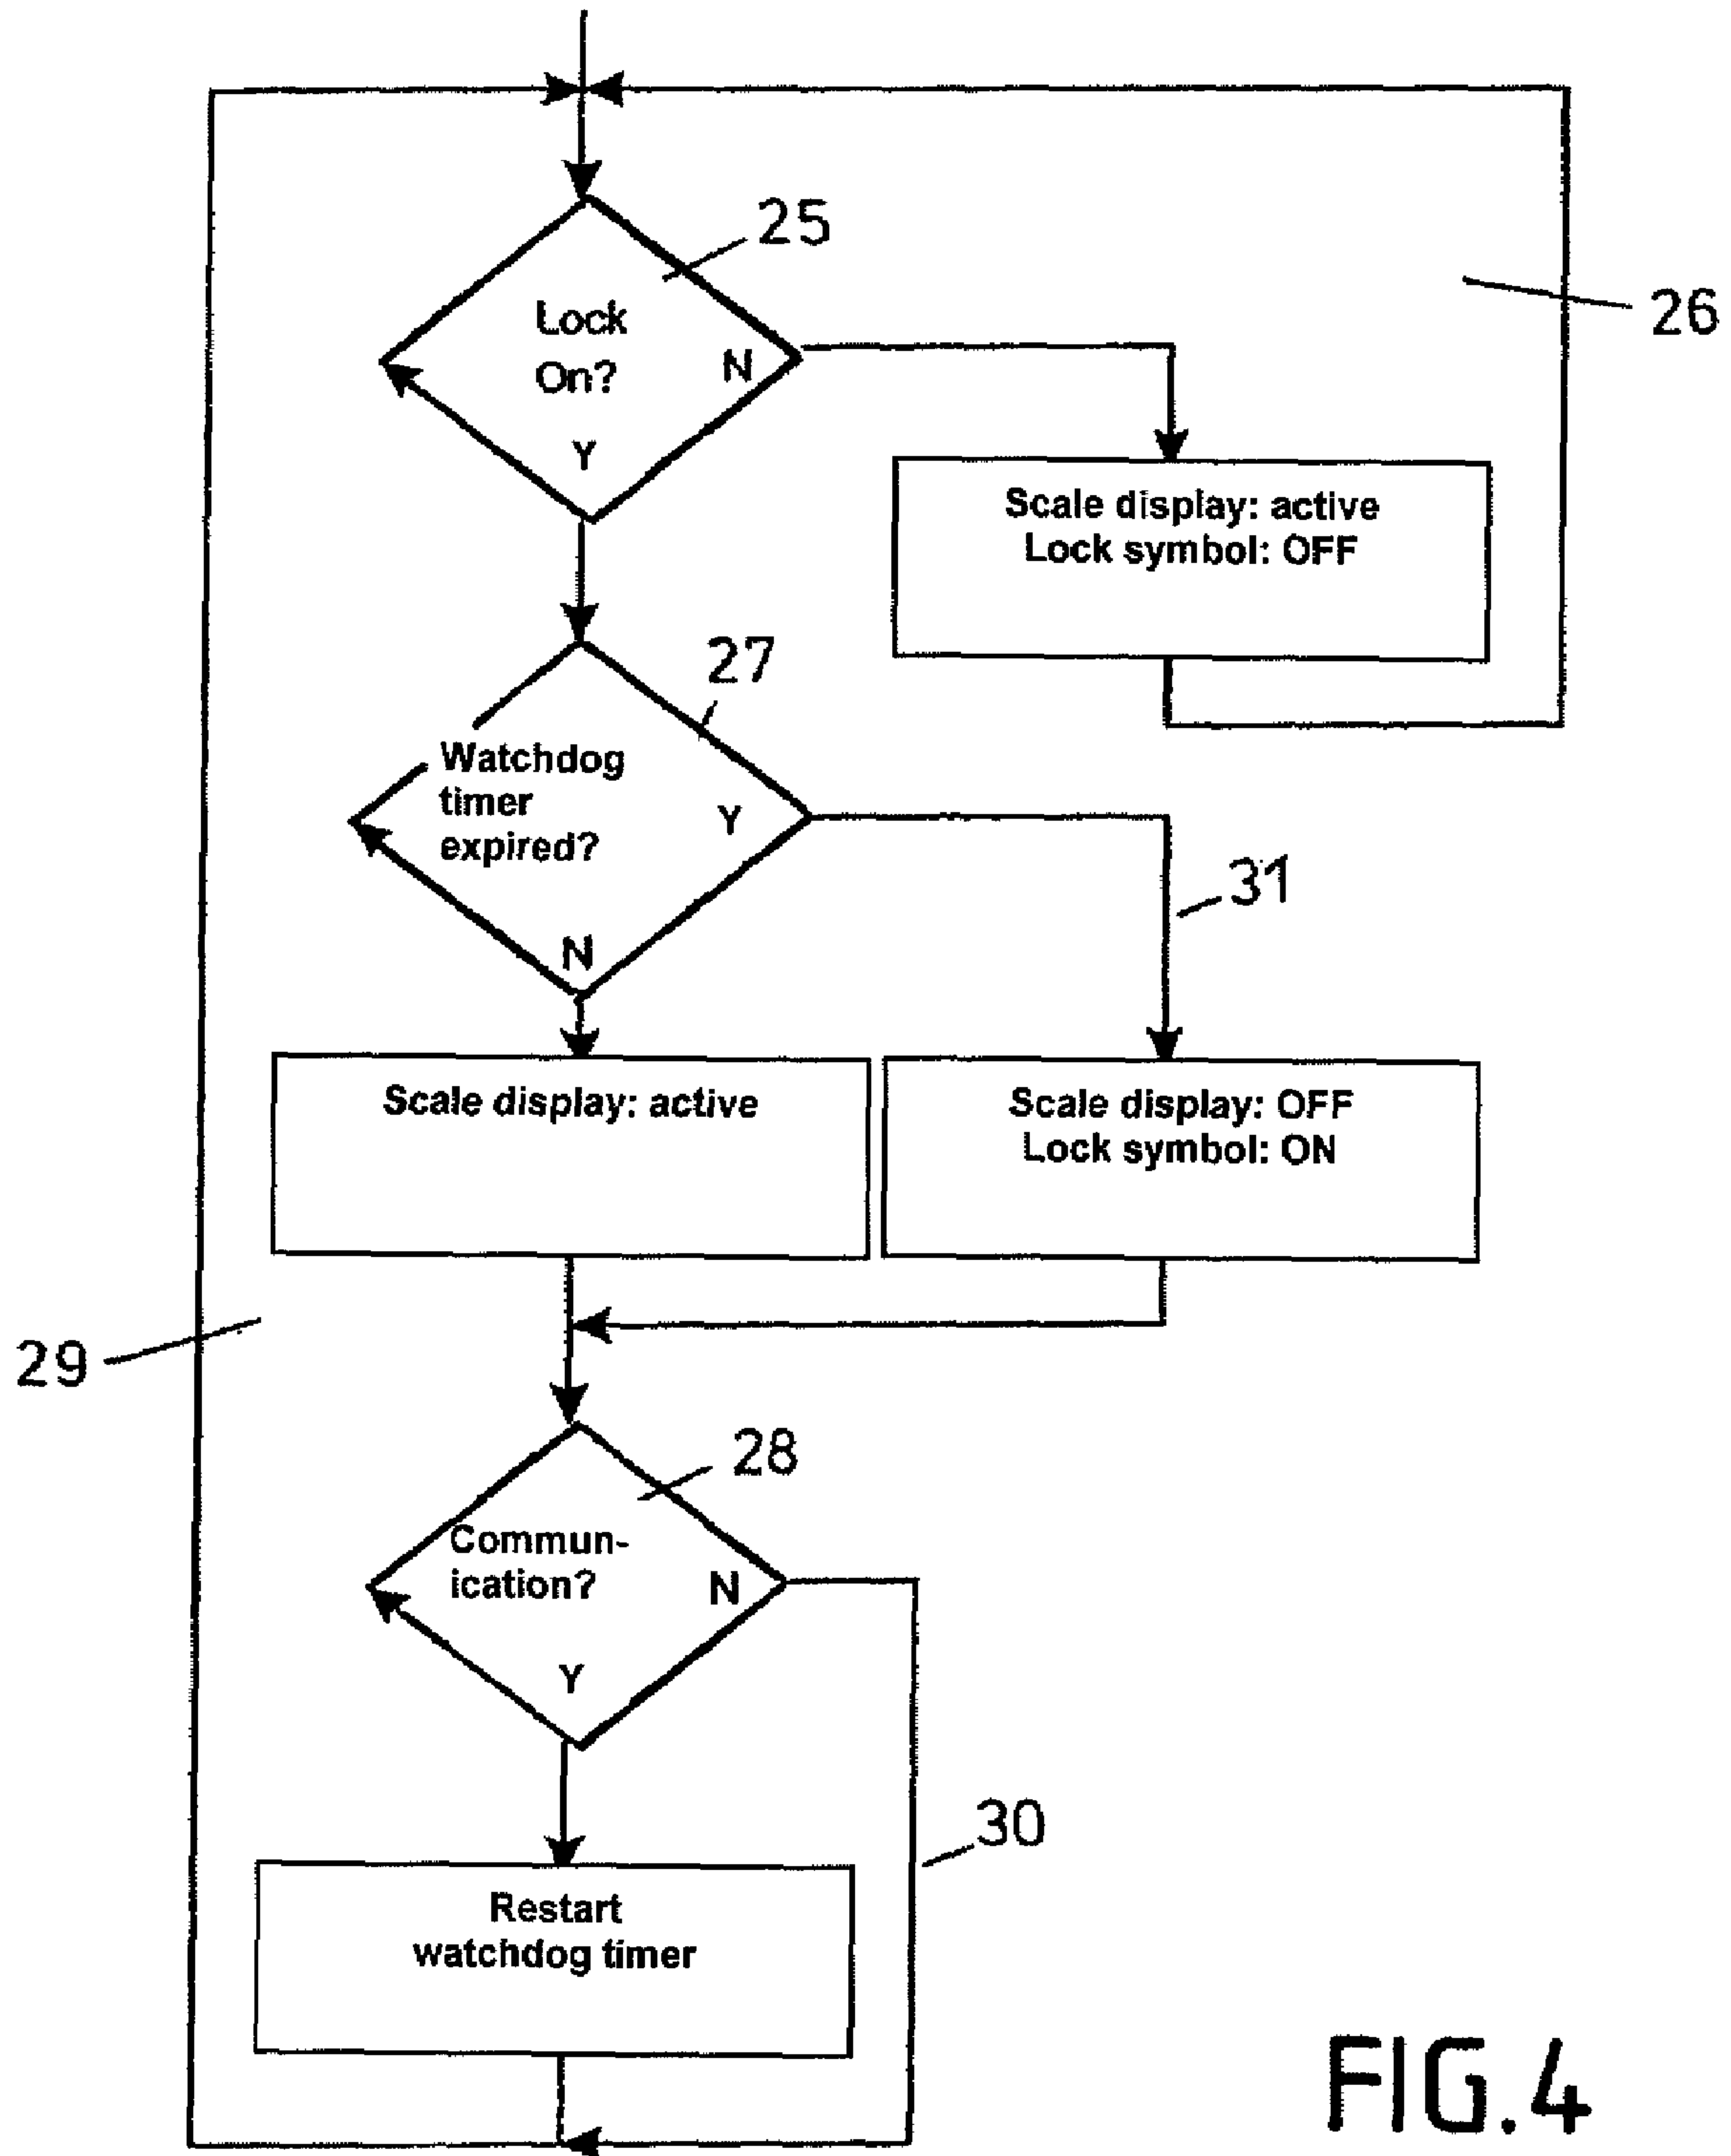 25
26
Lock
On?
N
Y
Scale display: active
Lock symbol: OFF
27
Watchdog
timer
expired?
Y
N
31
Scale display: active
Scale display: OFF
Lock symbol: ON
29
28
Commun-
ication?
N
Y
30
Restart
watchdog timer
FIG.4